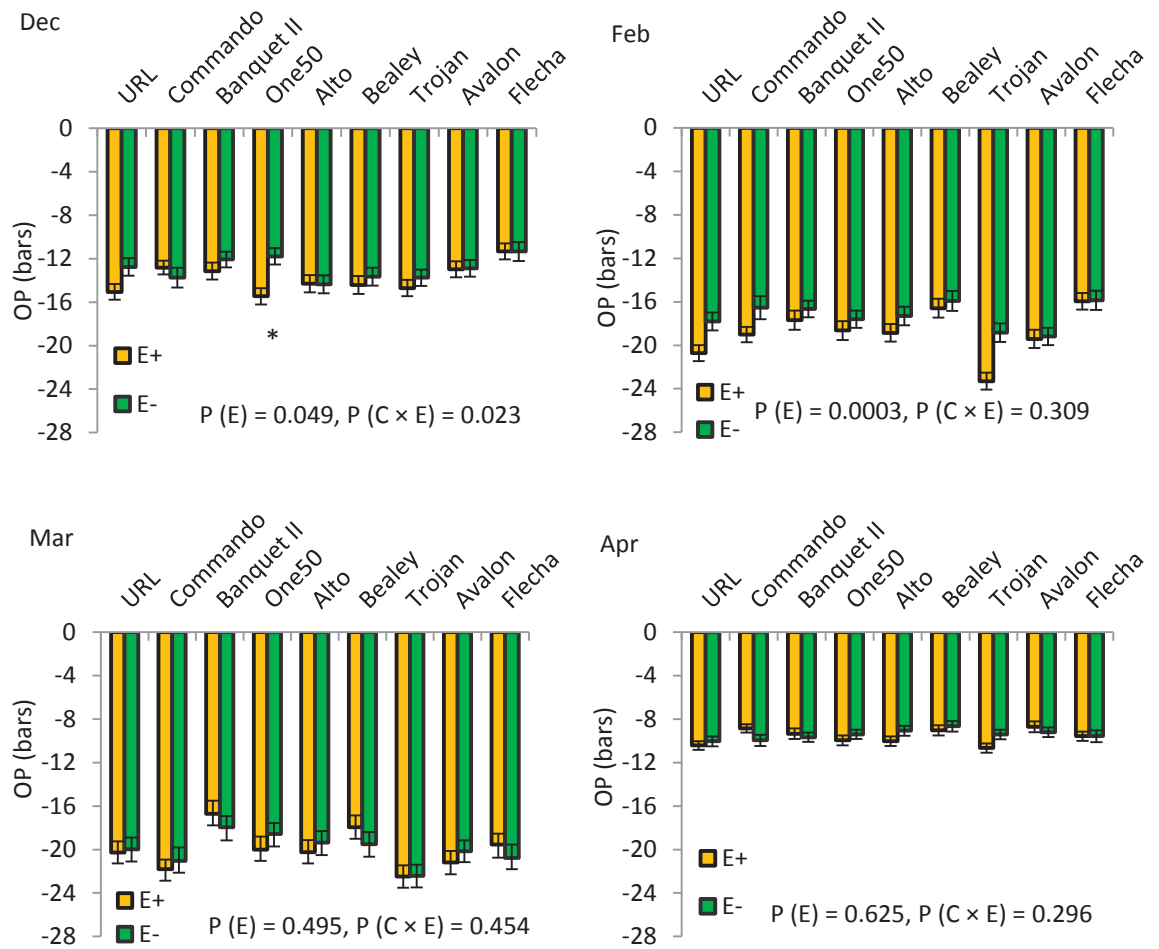 Dec
URL
Commando
Banquet II
One50
Alto
Bealey
Trojan
Avalon
Flecha
0
-4
-8
-12
-16
-20
-24
-28
OP (bars)
*
E+
E-
P (E) = 0.049, P (C × E) = 0.023
Feb
URL
Commando
Banquet II
One50
Alto
Bealey
Trojan
Avalon
Flecha
0
-4
-8
-12
-16
-20
-24
-28
OP (bars)
E+
E-
P (E) = 0.0003, P (C × E) = 0.309
Mar
URL
Commando
Banquet II
One50
Alto
Bealey
Trojan
Avalon
Flecha
0
-4
-8
-12
-16
-20
-24
-28
OP (bars)
E+
E-
P (E) = 0.495, P (C × E) = 0.454
Apr
URL
Commando
Banquet II
One50
Alto
Bealey
Trojan
Avalon
Flecha
0
-4
-8
-12
-16
-20
-24
-28
OP (bars)
E+
E-
P (E) = 0.625, P (C × E) = 0.296